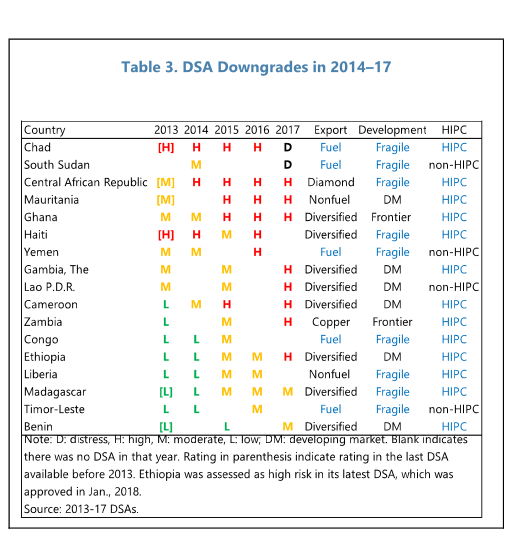 Table 3. DSA Downgrades in 2014–17
Country 2013 2014 2015 2016 2017 Export Development HIPC
Chad [H] H H H D Fuel Fragile HIPC
South Sudan M D Fuel Fragile non-HIPC
Central African Republic [M] H H H H Diamond Fragile HIPC
Mauritania [M] H H H Nonfuel DM HIPC
Ghana M M H H H Diversified Frontier HIPC
Haiti [H] H M H Diversified Fragile HIPC
Yemen M M H Fuel Fragile non-HIPC
Gambia, The M M H Diversified DM HIPC
Lao P.D.R. M M H Diversified DM non-HIPC
Cameroon L M H H Diversified DM HIPC
Zambia L M H Copper Frontier HIPC
Congo L L M Fuel Fragile HIPC
Ethiopia L L M M H Diversified DM HIPC
Liberia L L M M Nonfuel Fragile HIPC
Madagascar [L] L M M M Diversified Fragile HIPC
Timor-Leste L L M Fuel Fragile non-HIPC
Benin [L] L M Diversified DM HIPC
Note: D: distress, H: high, M: moderate, L: low; DM: developing market. Blank indicates
there was no DSA in that year. Rating in parenthesis indicate rating in the last DSA
available before 2013. Ethiopia was assessed as high risk in its latest DSA, which was
approved in Jan., 2018.
Source: 2013-17 DSAs.